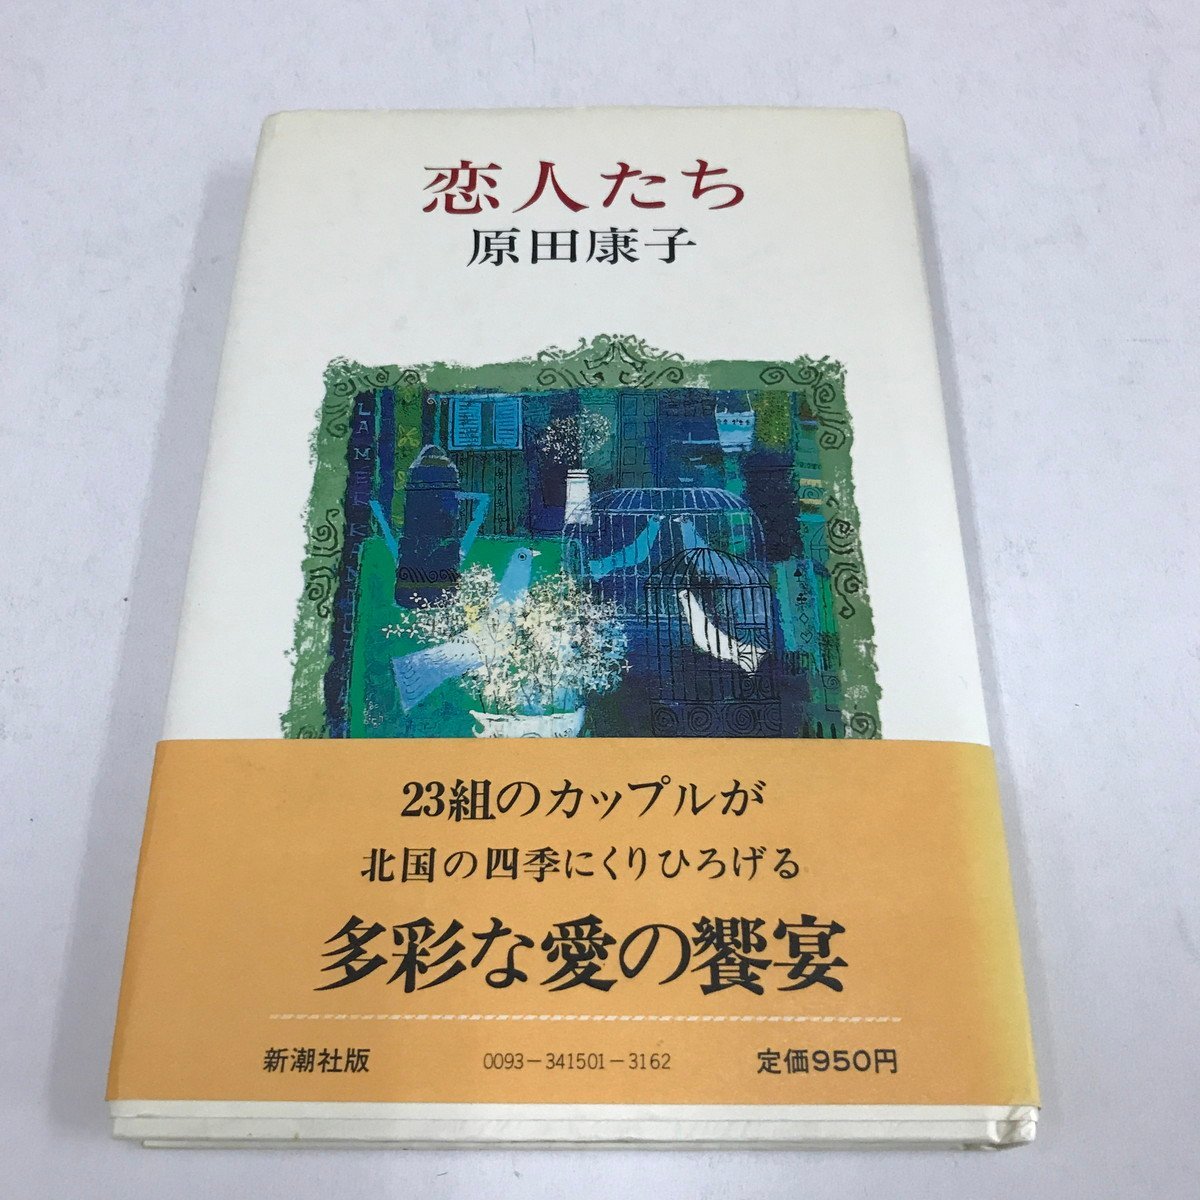 恋人たち
原田康子
23組のカップルが
北国の四季にくりひろげる
多彩な愛の饗宴
新潮社版 0093-341501-3162 定価950円